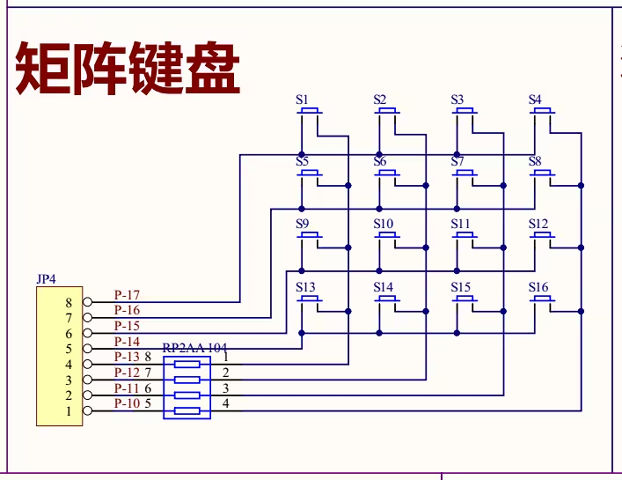 矩阵键盘
S1 S2 S3 S4
S5 S6 S7 S8
S9 S10 S11 S12
JP4
S13 S14 S15 S16
8 P-17
7 P-16
6 P-15
5 P-14
RP2AA 104
4 P-13 8 1
3 P-12 7 2
2 P-11 6 3
1 P-10 5 4